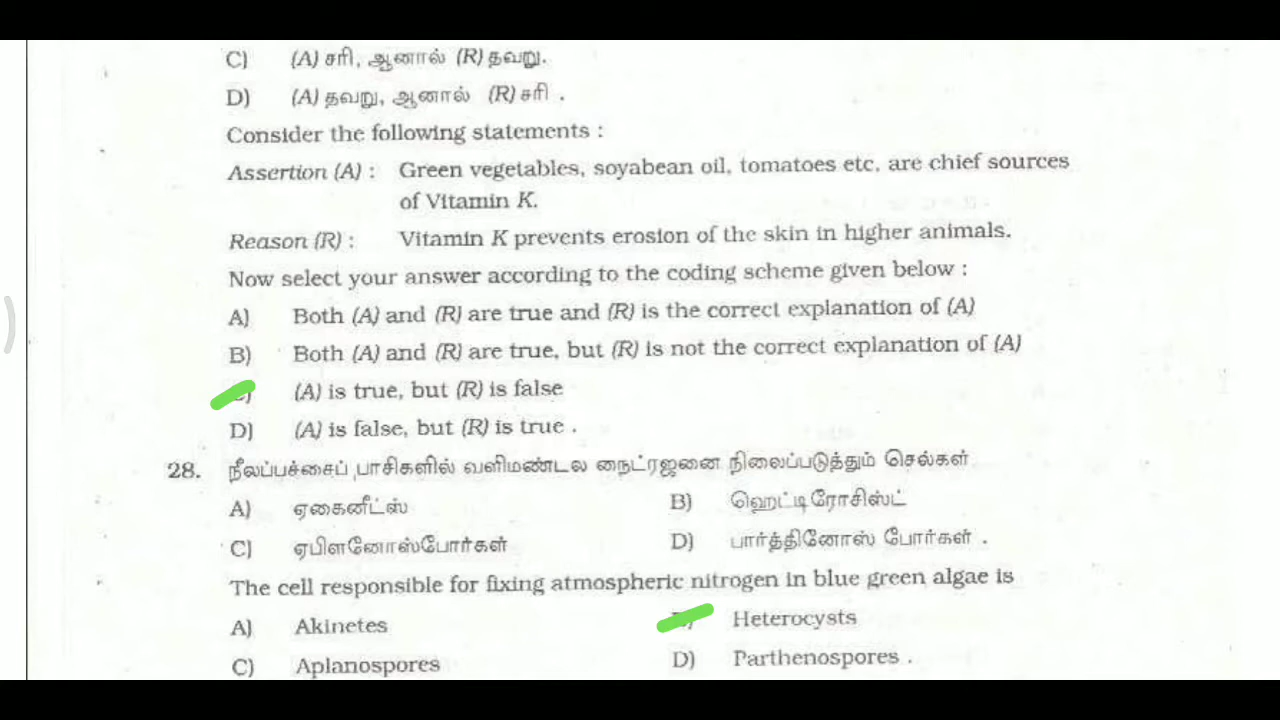 C) (A) சரி, ஆனால் (R) தவறு.
D) (A) தவறு, ஆனால் (R) சரி .
Consider the following statements :
Assertion (A) : Green vegetables, soyabean oil, tomatoes etc. are chief sources
of Vitamin K.
Reason (R) : Vitamin K prevents erosion of the skin in higher animals.
Now select your answer according to the coding scheme given below :
A) Both (A) and (R) are true and (R) is the correct explanation of (A)
B) Both (A) and (R) are true, but (R) is not the correct explanation of (A)
(A) is true, but (R) is false
D) (A) is false, but (R) is true .
28. நீலப்பச்சைப் பாசிகளில் வளிமண்டல நைட்ரஜனை நிலைப்படுத்தும் செல்கள்
A) ஏகைனீட்ஸ் B) ஹெட்டிரோசிஸ்ட்
C) ஏபிளனோஸ்போர்கள் D) பார்த்தினோஸ் போர்கள் .
The cell responsible for fixing atmospheric nitrogen in blue green algae is
A) Akinetes Heterocysts
C) Aplanospores D) Parthenospores .